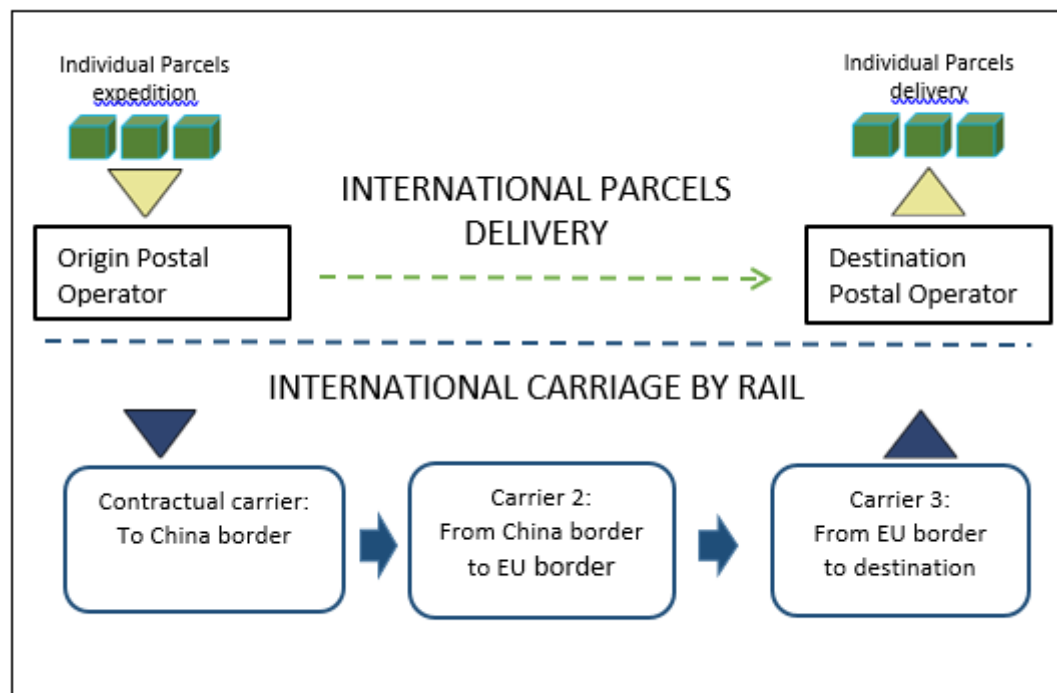 Individual Parcels
expedition
Individual Parcels
delivery
INTERNATIONAL PARCELS
DELIVERY
Origin Postal
Operator
Destination
Postal Operator
INTERNATIONAL CARRIAGE BY RAIL
Contractual carrier:
To China border
Carrier 2:
From China border
to EU border
Carrier 3:
From EU border
to destination